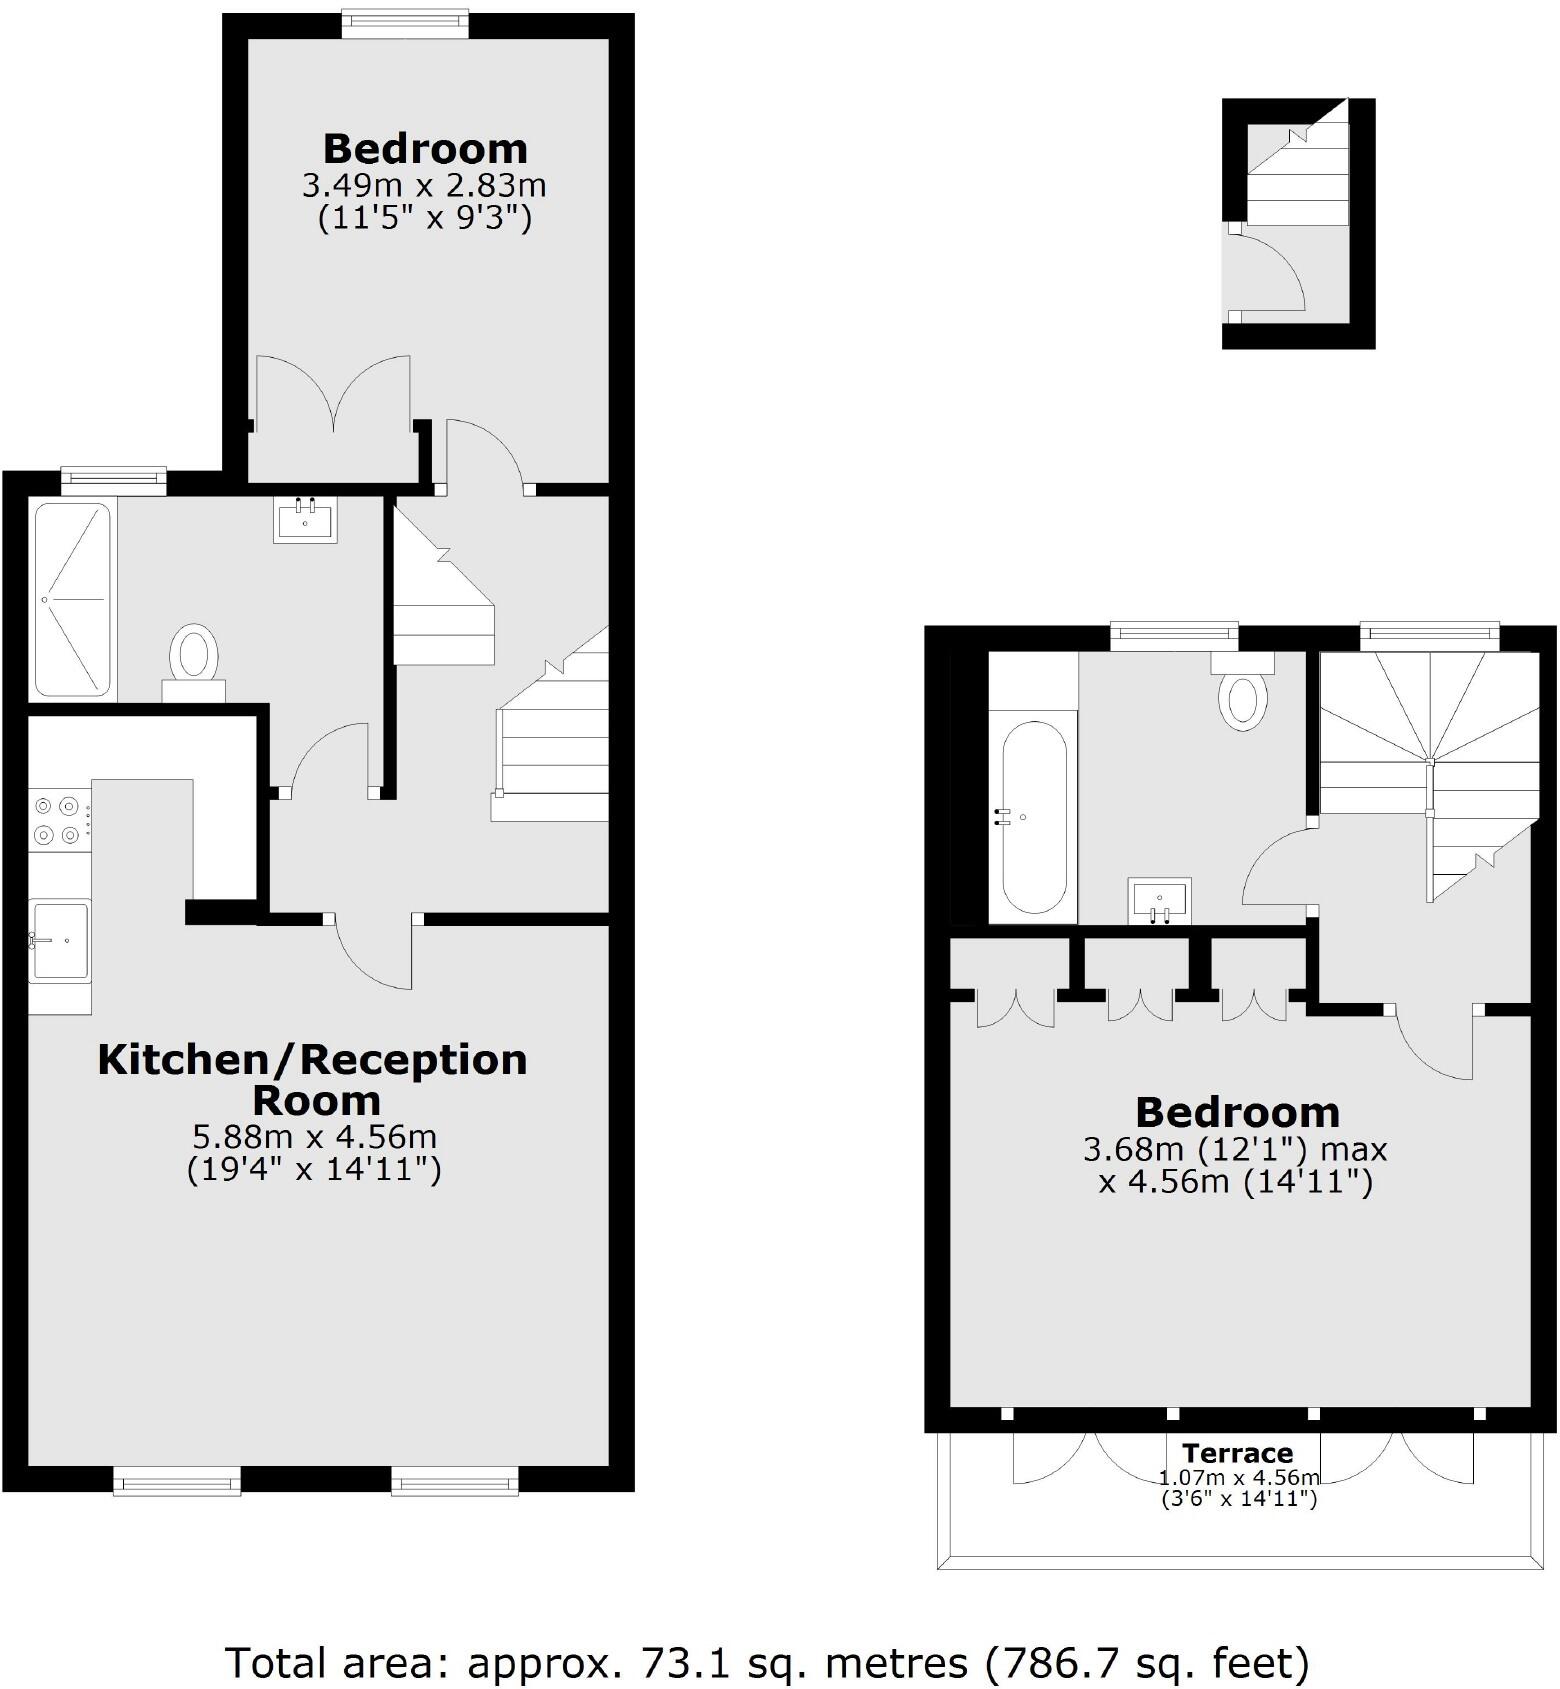 Bedroom
3.49m x 2.83m
(11'5" x 9'3")
Kitchen/Reception
Room
5.88m x 4.56m
(19'4" x 14'11")
Bedroom
3.68m (12'1") max
x 4.56m (14'11")
Terrace
1.07m x 4.56m
(3'6" x 14'11")
Total area: approx. 73.1 sq. metres (786.7 sq. feet)